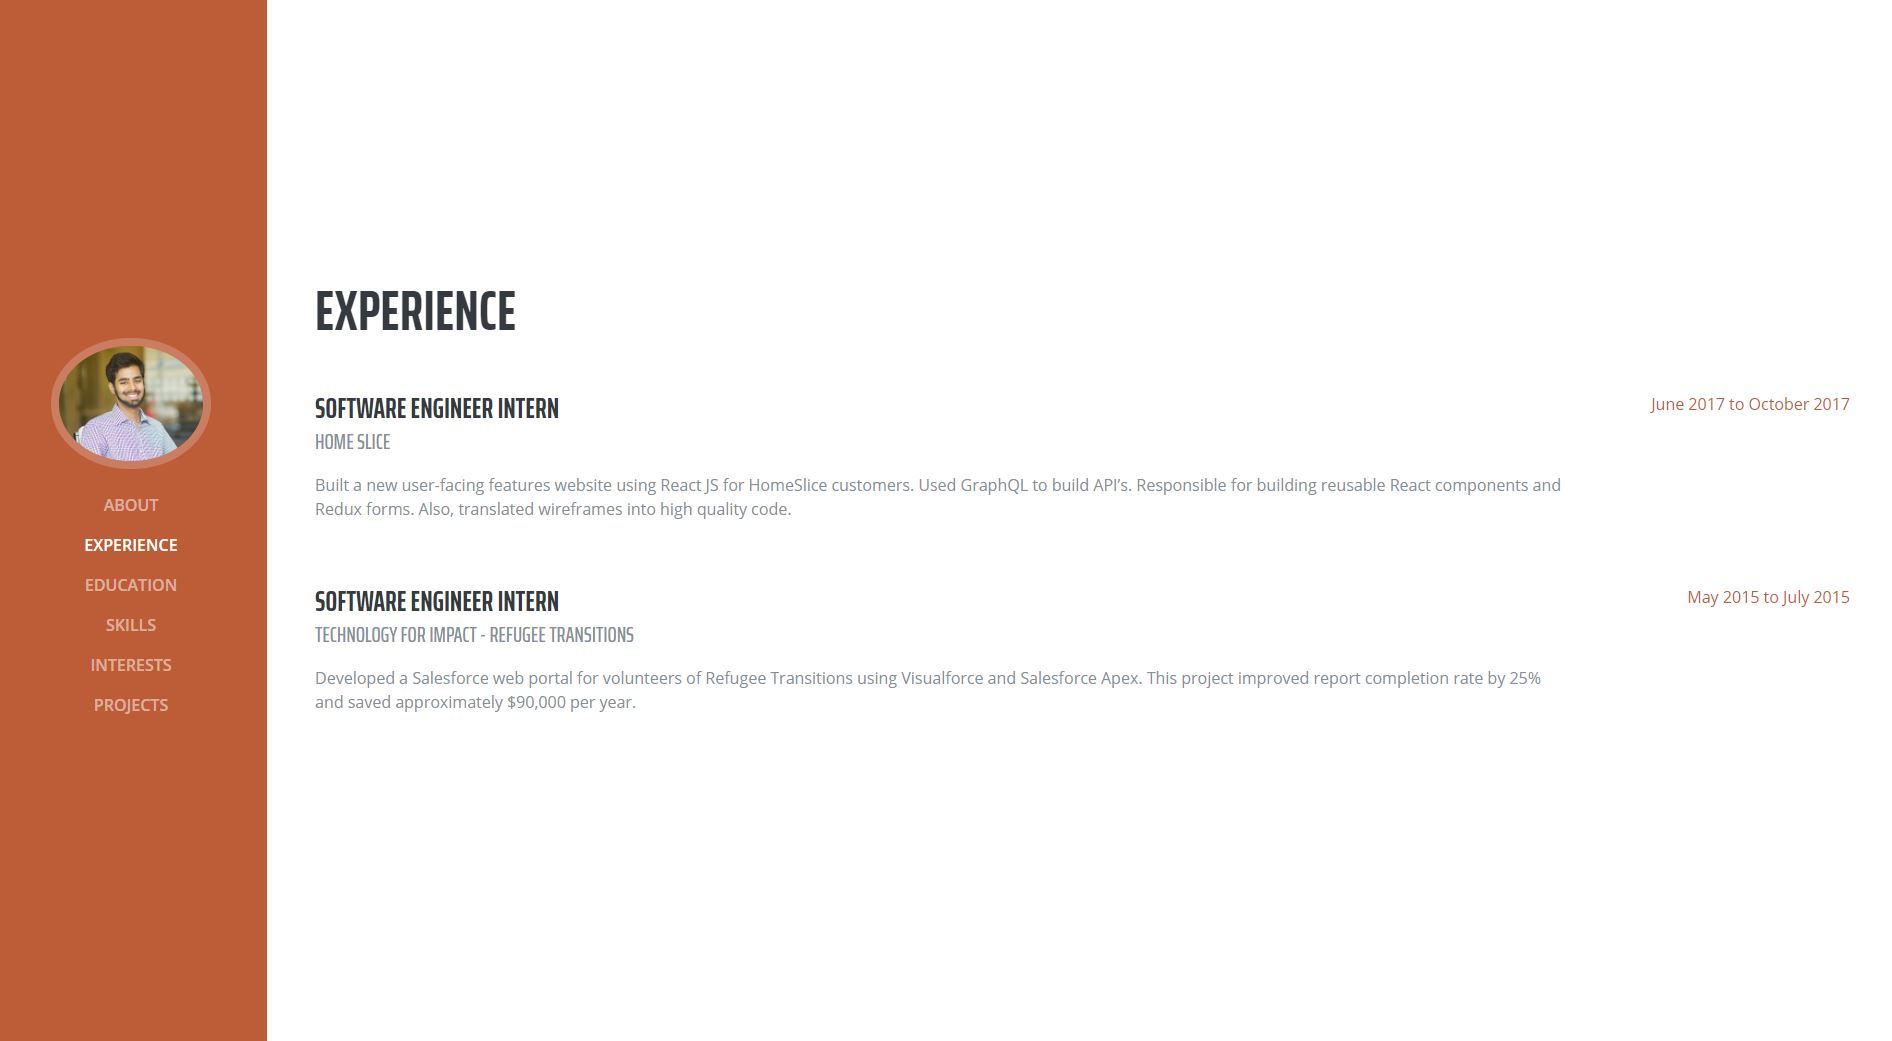 ABOUT
EXPERIENCE
EDUCATION
SKILLS
INTERESTS
PROJECTS
EXPERIENCE
SOFTWARE ENGINEER INTERN
June 2017 to October 2017
HOME SLICE
Built a new user-facing features website using React JS for HomeSlice customers. Used GraphQL to build API’s. Responsible for building reusable React components and
Redux forms. Also, translated wireframes into high quality code.
SOFTWARE ENGINEER INTERN
May 2015 to July 2015
TECHNOLOGY FOR IMPACT - REFUGEE TRANSITIONS
Developed a Salesforce web portal for volunteers of Refugee Transitions using Visualforce and Salesforce Apex. This project improved report completion rate by 25%
and saved approximately $90,000 per year.